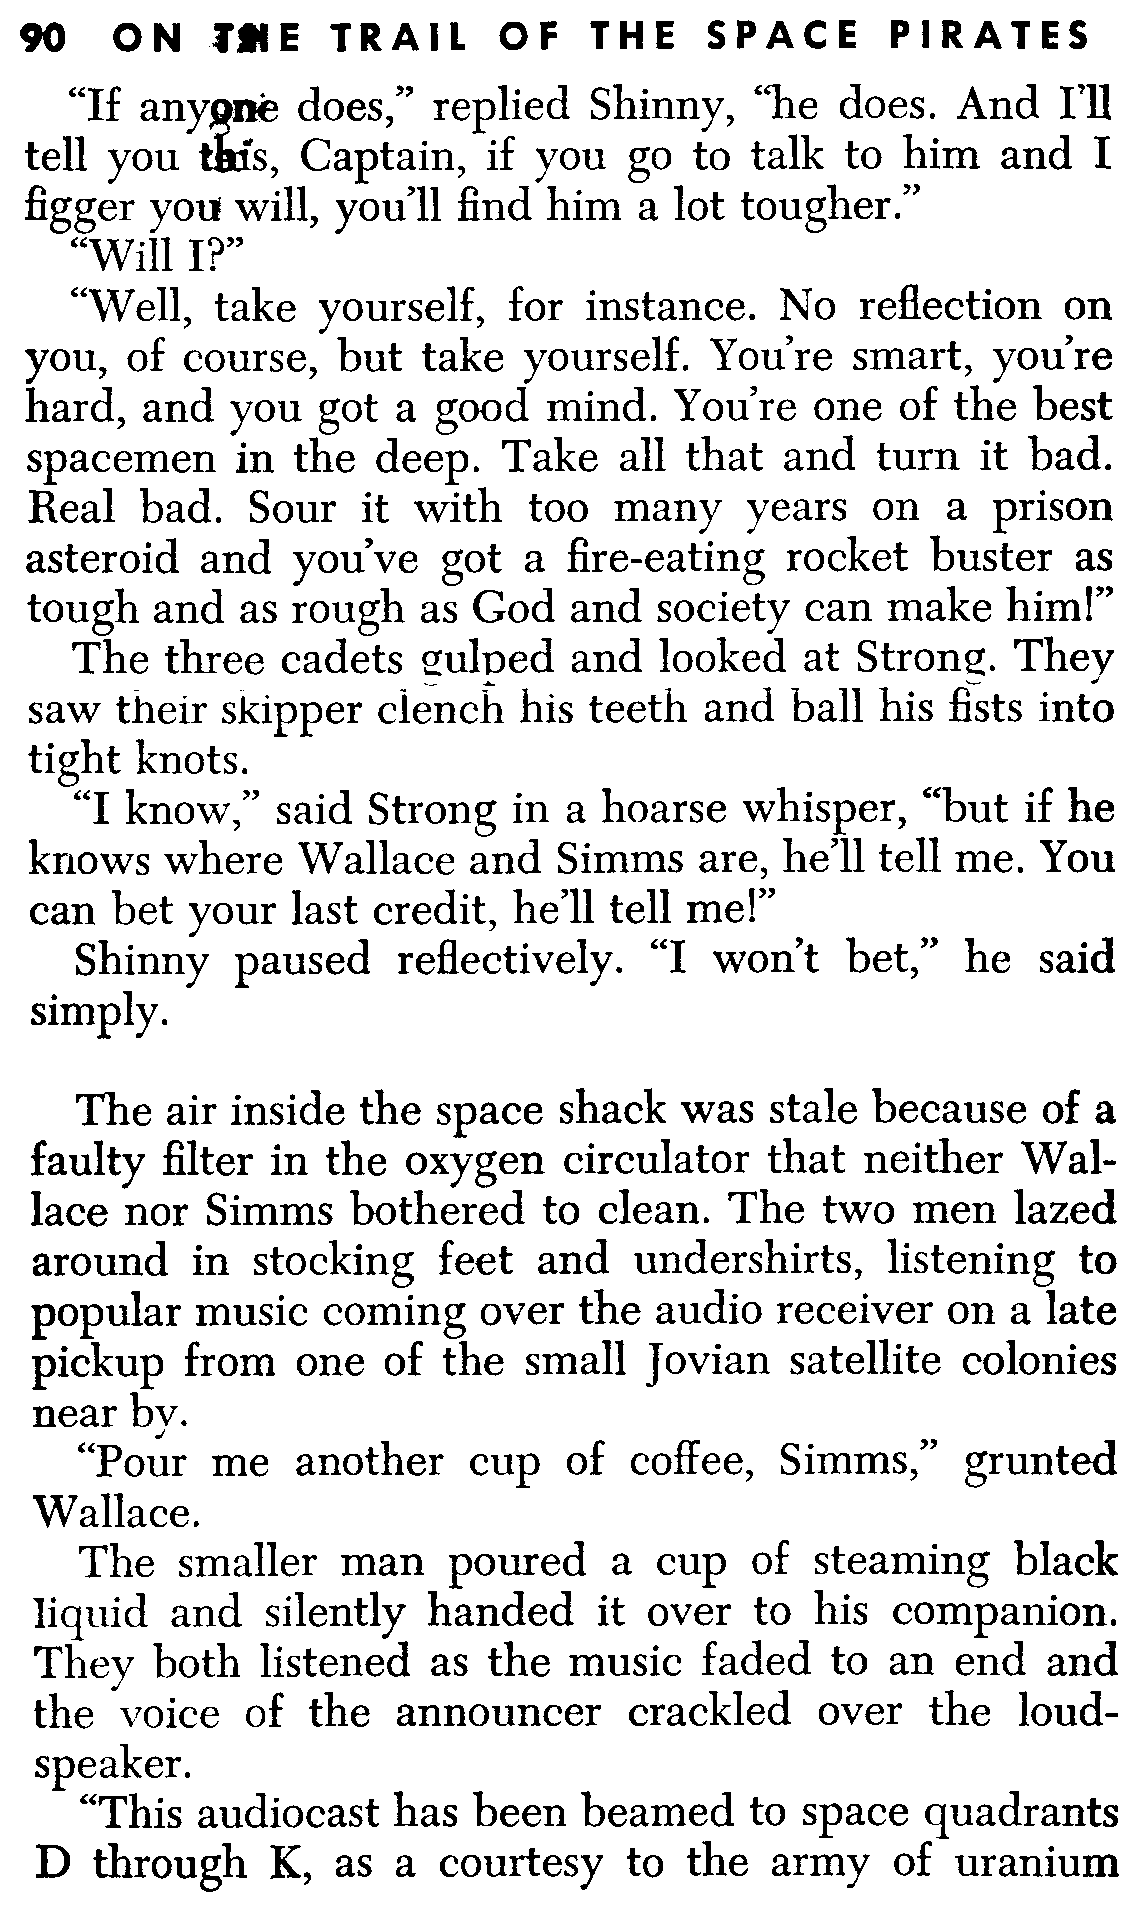 90 ON THE TRAIL OF THE SPACE PIRATES
“If anyone does,” replied Shinny, “he does. And I’ll
tell you this, Captain, if you go to talk to him and I
figger you will, you’ll find him a lot tougher.”
“Will I?”
“Well, take yourself, for instance. No reflection on
you, of course, but take yourself. You’re smart, you’re
hard, and you got a good mind. You’re one of the best
spacemen in the deep. Take all that and turn it bad.
Real bad. Sour it with too many years on a prison
asteroid and you’ve got a fire-eating rocket buster as
tough and as rough as God and society can make him!”
The three cadets gulped and looked at Strong. They
saw their skipper clench his teeth and ball his fists into
tight knots.
“I know,” said Strong in a hoarse whisper, “but if he
knows where Wallace and Simms are, he’ll tell me. You
can bet your last credit, he’ll tell me!”
Shinny paused reflectively. “I won’t bet,” he said
simply.
The air inside the space shack was stale because of a
faulty filter in the oxygen circulator that neither Wal-
lace nor Simms bothered to clean. The two men lazed
around in stocking feet and undershirts, listening to
popular music coming over the audio receiver on a late
pickup from one of the small Jovian satellite colonies
near by.
“Pour me another cup of coffee, Simms,” grunted
Wallace.
The smaller man poured a cup of steaming black
liquid and silently handed it over to his companion.
They both listened as the music faded to an end and
the voice of the announcer crackled over the loud-
speaker.
“This audiocast has been beamed to space quadrants
D through K, as a courtesy to the army of uranium